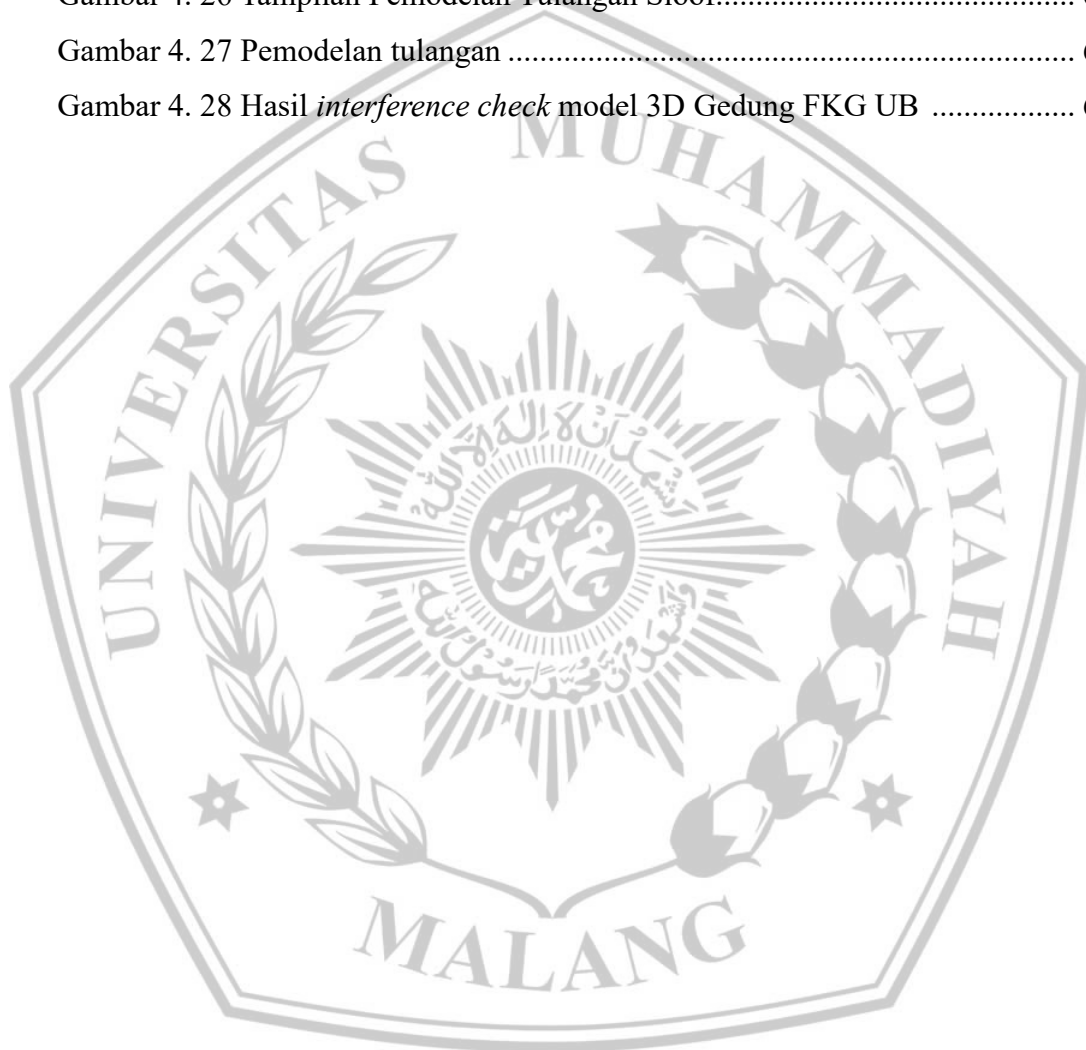 Gambar 4. 26 Tampilan Pemodelan Tulangan Sloof............................................
Gambar 4. 27 Pemodelan tulangan ......................................................................
Gambar 4. 28 Hasil interference check model 3D Gedung FKG UB ..................
UNIVERSITAS MUHAMMADIYAH
MALANG